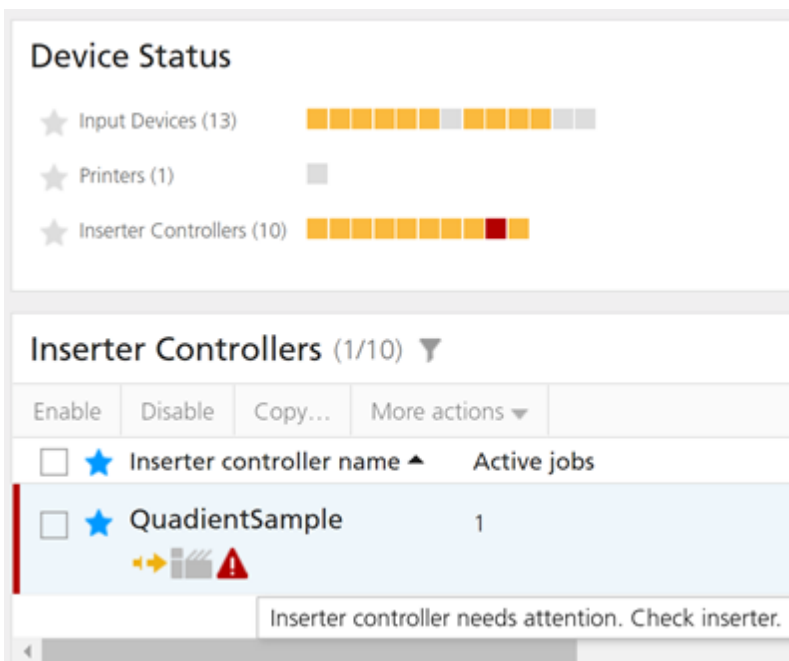 Device Status
Input Devices (13)
Printers (1)
Inserter Controllers (10)
Inserter Controllers (1/10)
Enable Disable Copy... More actions
Inserter controller name Active jobs
QuadientSample 1
Inserter controller needs attention. Check inserter.